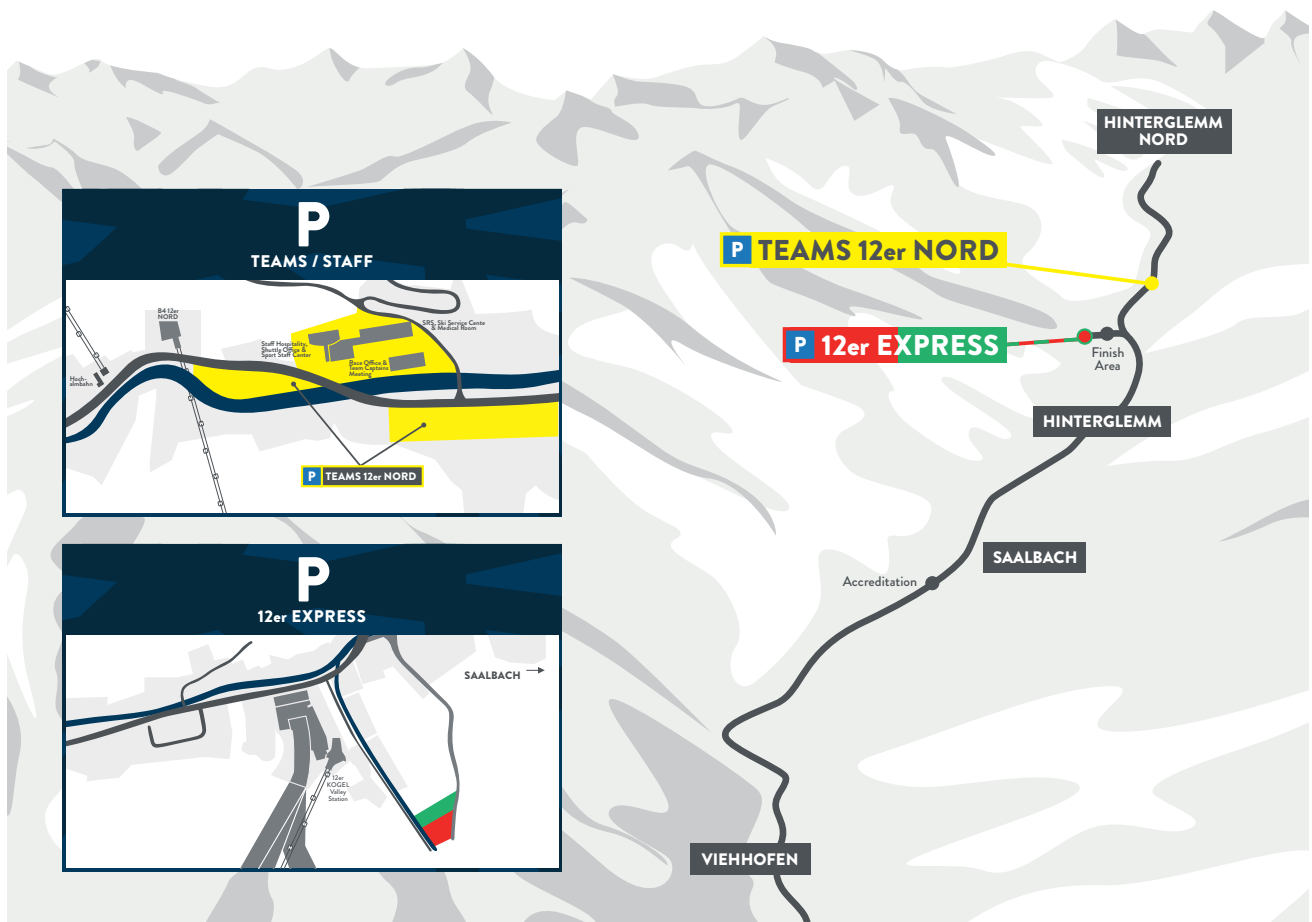 HINTERGLEMM
NORD
P TEAMS 12er NORD
P 12er EXPRESS
Finish
Area
HINTERGLEMM
SAALBACH
Accreditation
VIEHHOFEN
P
TEAMS / STAFF
B4 12er
NORD
Hoch-
almbahn
Staff Hospitality,
Shuttle Office &
Sport Staff Center
SRS, Ski Service Cente
& Medical Room
Race Office &
Team Captains
Meeting
P TEAMS 12er NORD
P
12er EXPRESS
SAALBACH
12er
KOGEL
Valley
Station